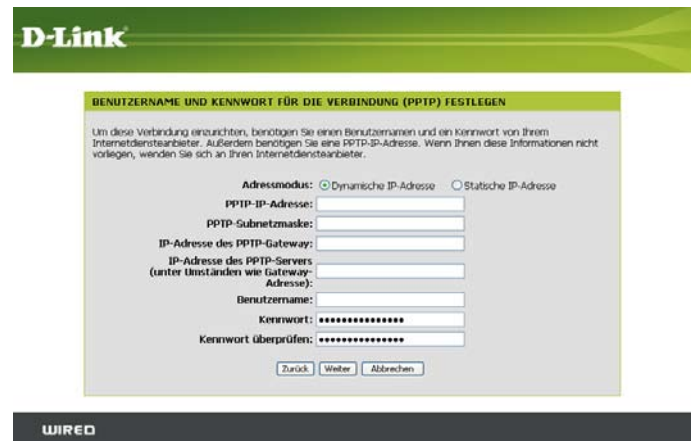 D-Link
BENUTZERNAME UND KENNWORT FÜR DIE VERBINDUNG (PPTP) FESTLEGEN
Um diese Verbindung einzurichten, benötigen Sie einen Benutzernamen und ein Kennwort von Ihrem
Internetdiensteanbieter. Außerdem benötigen Sie eine PPTP-IP-Adresse. Wenn Ihnen diese Informationen nicht
vorliegen, wenden Sie sich an Ihren Internetdiensteanbieter.
Adressmodus: Dynamische IP-Adresse Statische IP-Adresse
PPTP-IP-Adresse:
PPTP-Subnetzmaske:
IP-Adresse des PPTP-Gateway:
IP-Adresse des PPTP-Servers
(unter Umständen wie Gateway-
Adresse):
Benutzername:
Kennwort: •••••••••••••••
Kennwort überprüfen: •••••••••••••••
Zurück Weiter Abbrechen
WIRED